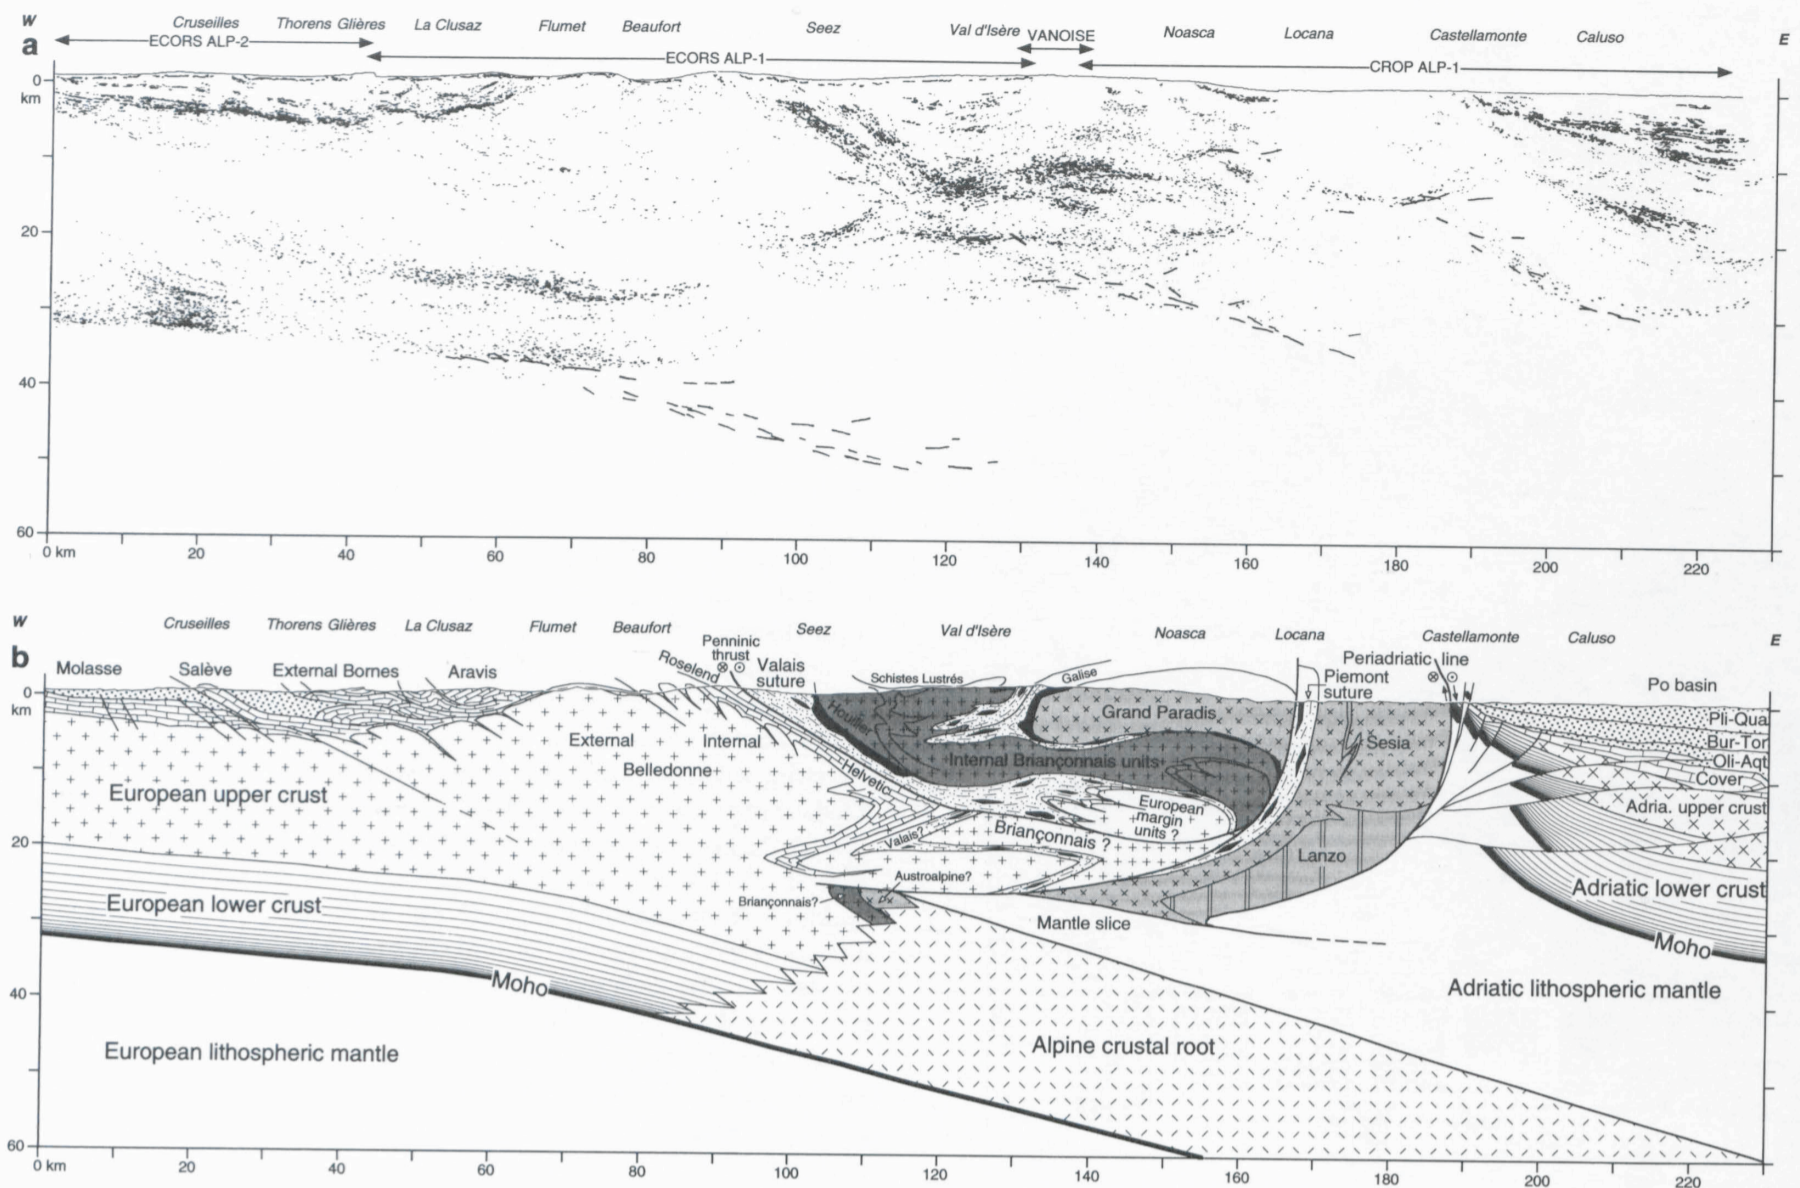 W Cruseilles Thorens Glières La Clusaz Flumet Beaufort Seez Val d'Isère VANOISE Noasca Locana Castellamonte Caluso E
a ECORS ALP-2 ECORS ALP-1 CROP ALP-1
0
km
20
40
60
0 km 20 40 60 80 100 120 140 160 180 200 220
W Cruseilles Thorens Glières La Clusaz Flumet Beaufort Seez Val d'Isère Noasca Locana Castellamonte Caluso E
b
Molasse Salève External Bornes Aravis
Roselend
Penninic
thrust
Valais
suture
Schistes Lustrés
Galise
Piemont
suture
Periadriatic line
Po basin
0
km
Houiller
Grand Paradis
Sesia
Pli-Qua
Bur-Tor
Oli-Aqt
Cover
External Internal
Belledonne
Helvetic
Internal Briançonnais units
European upper crust
European
margin
units ?
Adria. upper crust
20
Valais?
Briançonnais ?
Lanzo
Austroalpine?
Briançonnais?
European lower crust
Mantle slice
Adriatic lower crust
Moho
Moho
40
Adriatic lithospheric mantle
European lithospheric mantle
Alpine crustal root
60
0 km 20 40 60 80 100 120 140 160 180 200 220